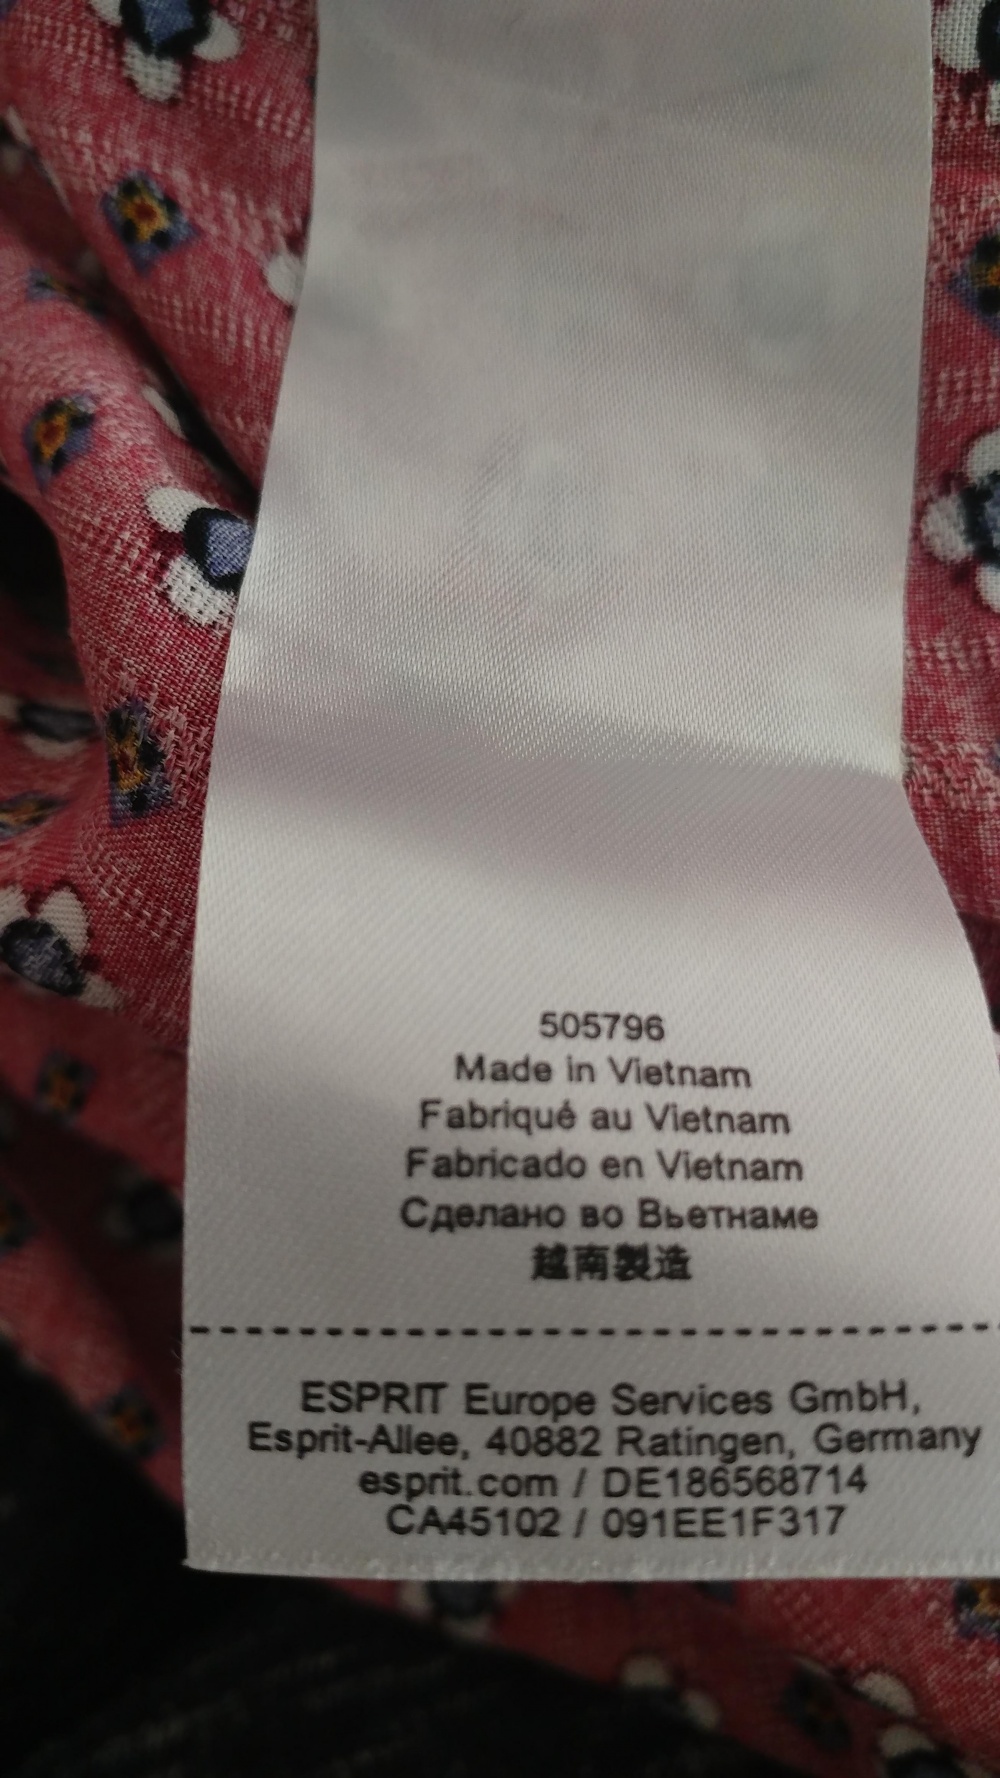 505796
Made in Vietnam
Fabriqué au Vietnam
Fabricado en Vietnam
Сделано во Вьетнаме
越南製造
ESPRIT Europe Services GmbH,
Esprit-Allee, 40882 Ratingen, Germany
esprit.com / DE186568714
CA45102 / 091EE1F317